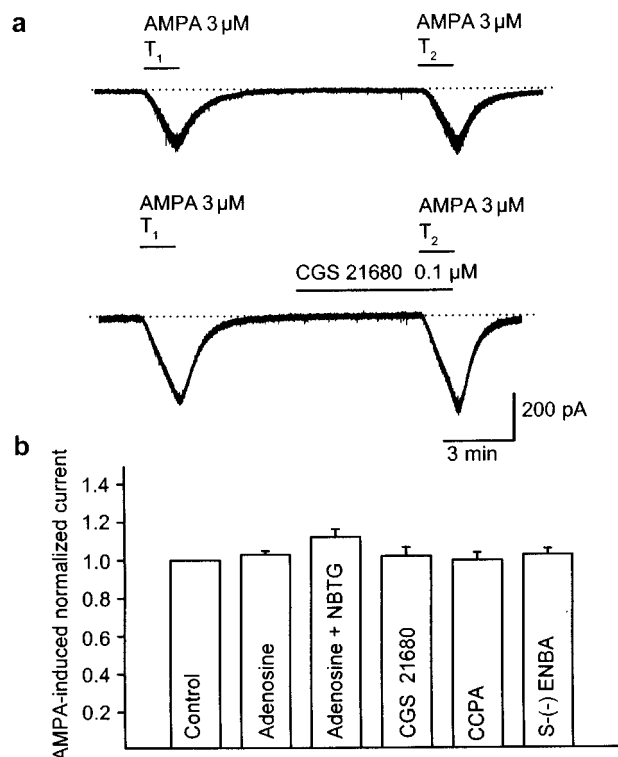 a
AMPA 3 µM AMPA 3 µM
T1 T2
AMPA 3 µM AMPA 3 µM
T1 T2
CGS 21680 0.1 µM
200 pA
3 min
b
AMPA-induced normalized current
1.4
1.2
1.0
0.8
0.6
0.4
0.2
Control
Adenosine
Adenosine + NBTG
CGS 21680
CCPA
S-(-) ENBA